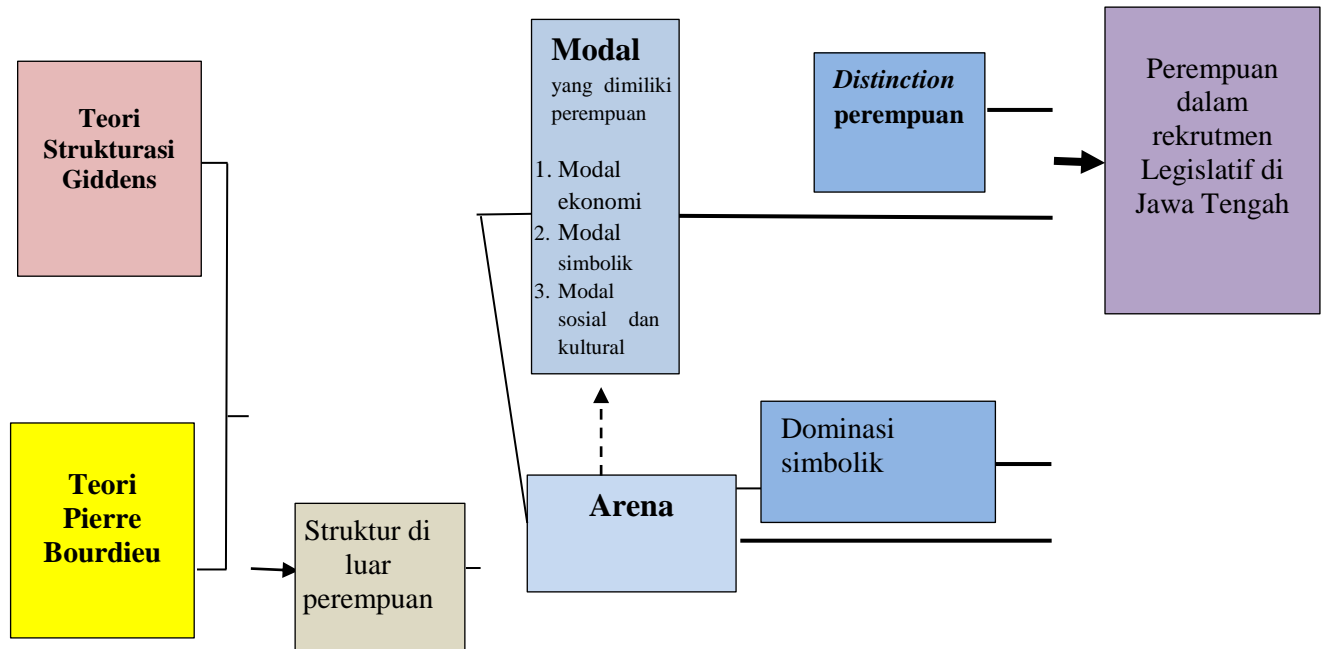 Teori
Strukturasi
Giddens
Teori
Pierre
Bourdieu
Struktur di
luar
perempuan
Modal
yang dimiliki
perempuan
1. Modal
ekonomi
2. Modal
simbolik
3. Modal
sosial dan
kultural
Arena
Distinction
perempuan
Dominasi
simbolik
Perempuan
dalam
rekrutmen
Legislatif di
Jawa Tengah